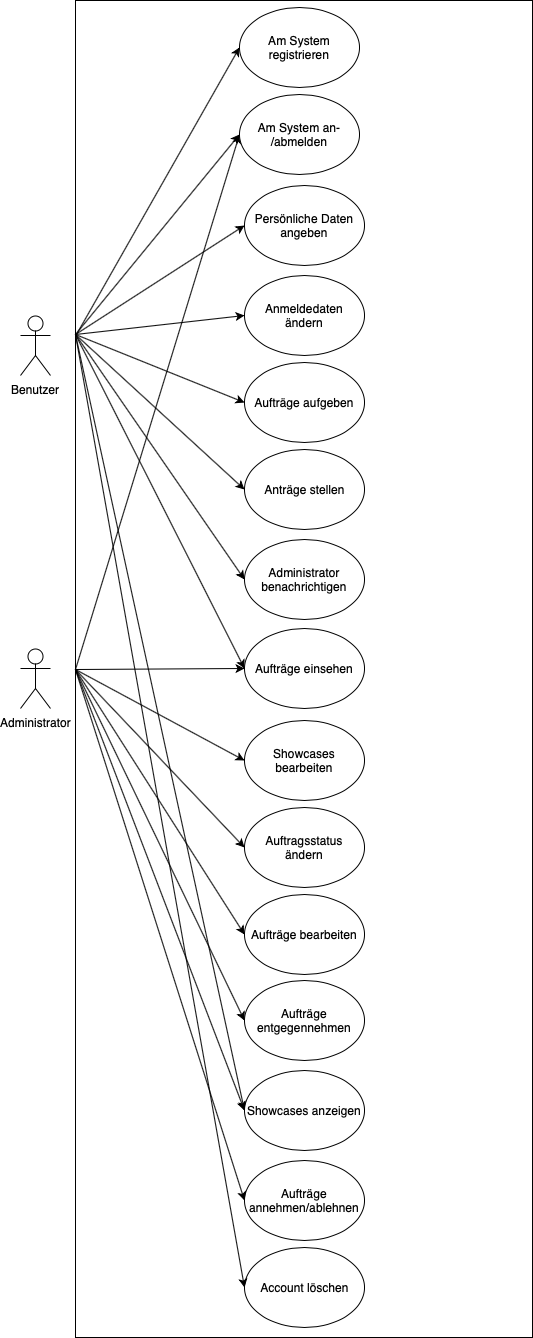 Am System
registrieren
Am System an-
/abmelden
Persönliche Daten
angeben
Anmeldedaten
ändern
Benutzer
Aufträge aufgeben
Anträge stellen
Administrator
benachrichtigen
Aufträge einsehen
Administrator
Showcases
bearbeiten
Auftragsstatus
ändern
Aufträge bearbeiten
Aufträge
entgegennehmen
Showcases anzeigen
Aufträge
annehmen/ablehnen
Account löschen